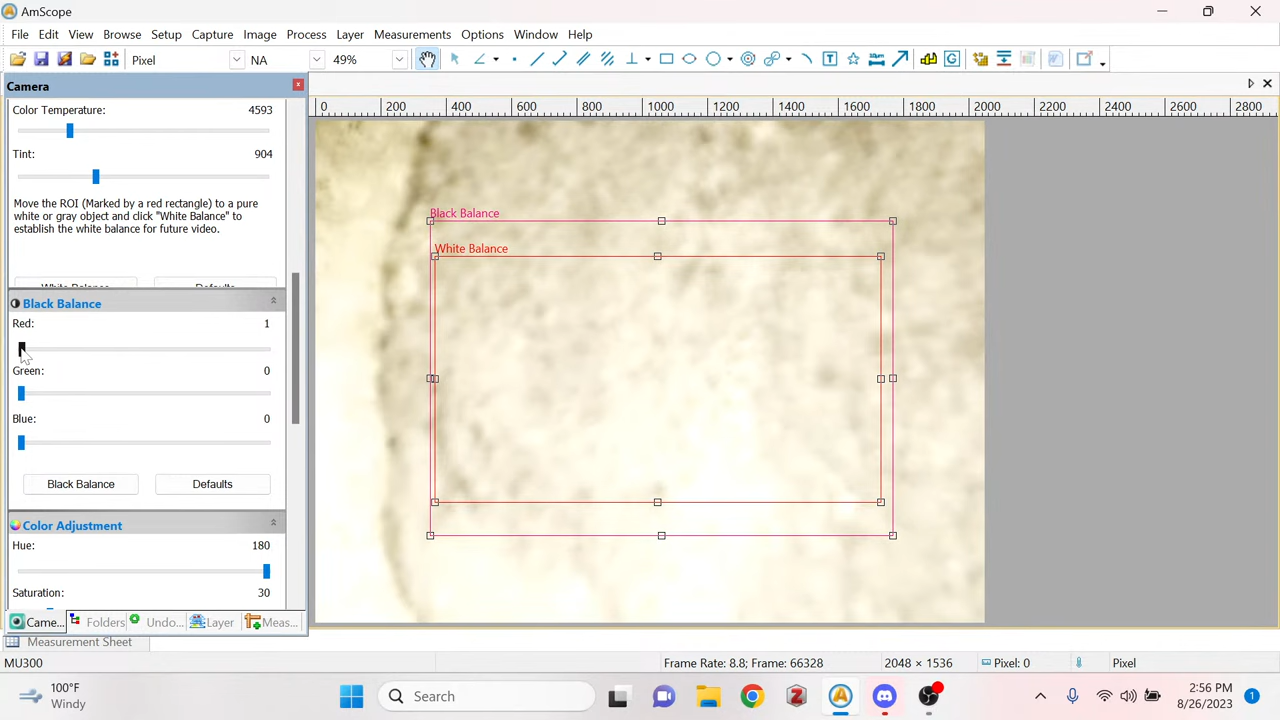 AmScope
File Edit View Browse Setup Capture Image Process Layer Measurements Options Window Help
Pixel NA 49%
Camera
0 200 400 600 800 1000 1200 1400 1600 1800 2000 2200 2400 2600 2800
Color Temperature: 4593
Tint: 904
Move the ROI (Marked by a red rectangle) to a pure
white or gray object and click "White Balance" to
establish the white balance for future video.
White Balance Defaults
Black Balance
Red: 1
Green: 0
Blue: 0
Black Balance Defaults
Color Adjustment
Hue: 180
Saturation: 30
Black Balance
White Balance
Came... Folders Undo... Layer Meas...
Measurement Sheet
MU300 Frame Rate: 8.8; Frame: 66328 2048 × 1536 Pixel: 0 Pixel
100°F
Windy
Search
2:56 PM
8/26/2023
1